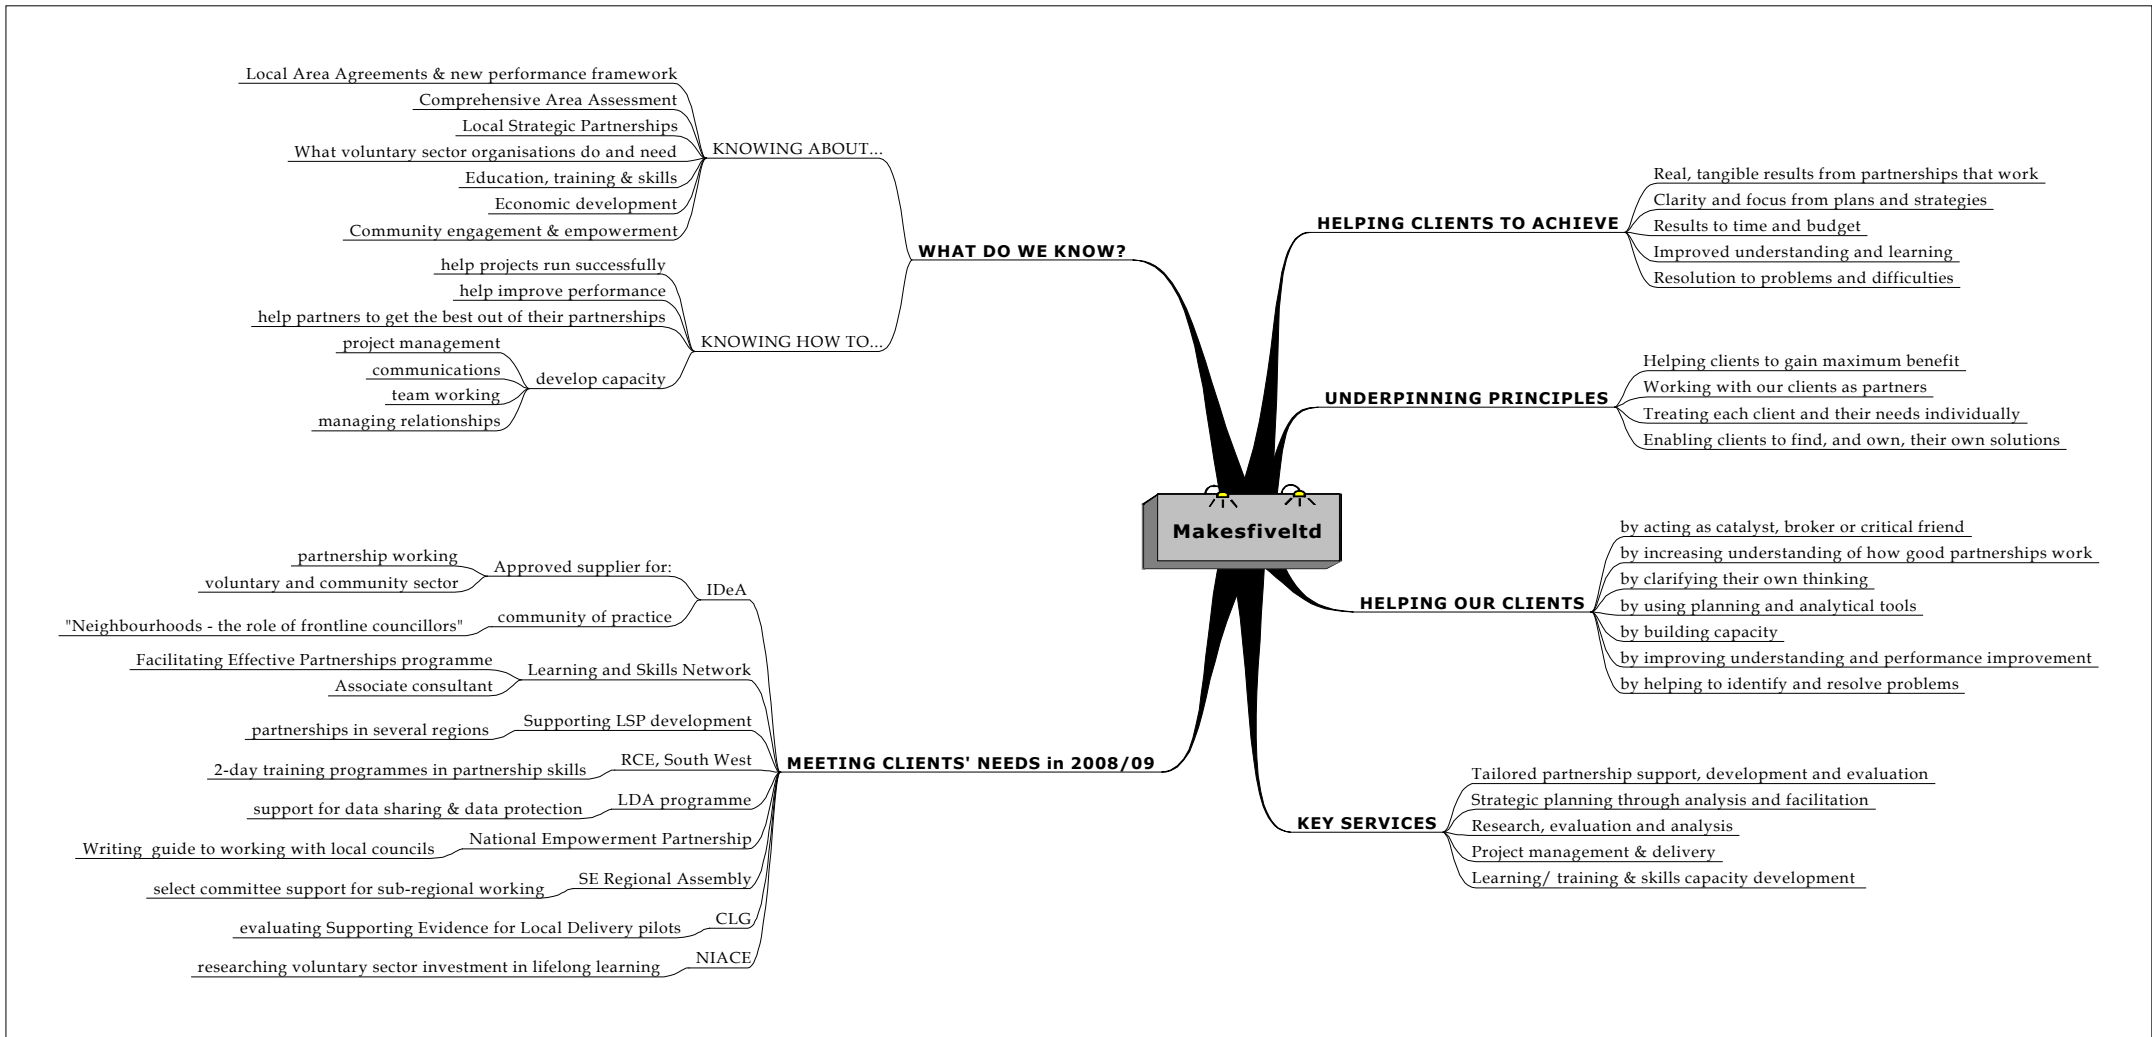 Makesfiveltd
HELPING CLIENTS TO ACHIEVE
Real, tangible results from partnerships that work
Clarity and focus from plans and strategies
Results to time and budget
Improved understanding and learning
Resolution to problems and difficulties
UNDERPINNING PRINCIPLES
Helping clients to gain maximum benefit
Working with our clients as partners
Treating each client and their needs individually
Enabling clients to find, and own, their own solutions
HELPING OUR CLIENTS
by acting as catalyst, broker or critical friend
by increasing understanding of how good partnerships work
by clarifying their own thinking
by using planning and analytical tools
by building capacity
by improving understanding and performance improvement
by helping to identify and resolve problems
KEY SERVICES
Tailored partnership support, development and evaluation
Strategic planning through analysis and facilitation
Research, evaluation and analysis
Project management & delivery
Learning/ training & skills capacity development
WHAT DO WE KNOW?
KNOWING ABOUT...
Local Area Agreements & new performance framework
Comprehensive Area Assessment
Local Strategic Partnerships
What voluntary sector organisations do and need
Education, training & skills
Economic development
Community engagement & empowerment
KNOWING HOW TO...
help projects run successfully
help improve performance
help partners to get the best out of their partnerships
develop capacity
project management
communications
team working
managing relationships
MEETING CLIENTS' NEEDS in 2008/09
IDeA
Approved supplier for:
partnership working
voluntary and community sector
community of practice
"Neighbourhoods - the role of frontline councillors"
Learning and Skills Network
Facilitating Effective Partnerships programme
Associate consultant
Supporting LSP development
partnerships in several regions
RCE, South West
2-day training programmes in partnership skills
LDA programme
support for data sharing & data protection
National Empowerment Partnership
Writing  guide to working with local councils
SE Regional Assembly
select committee support for sub-regional working
CLG
evaluating Supporting Evidence for Local Delivery pilots
NIACE
researching voluntary sector investment in lifelong learning